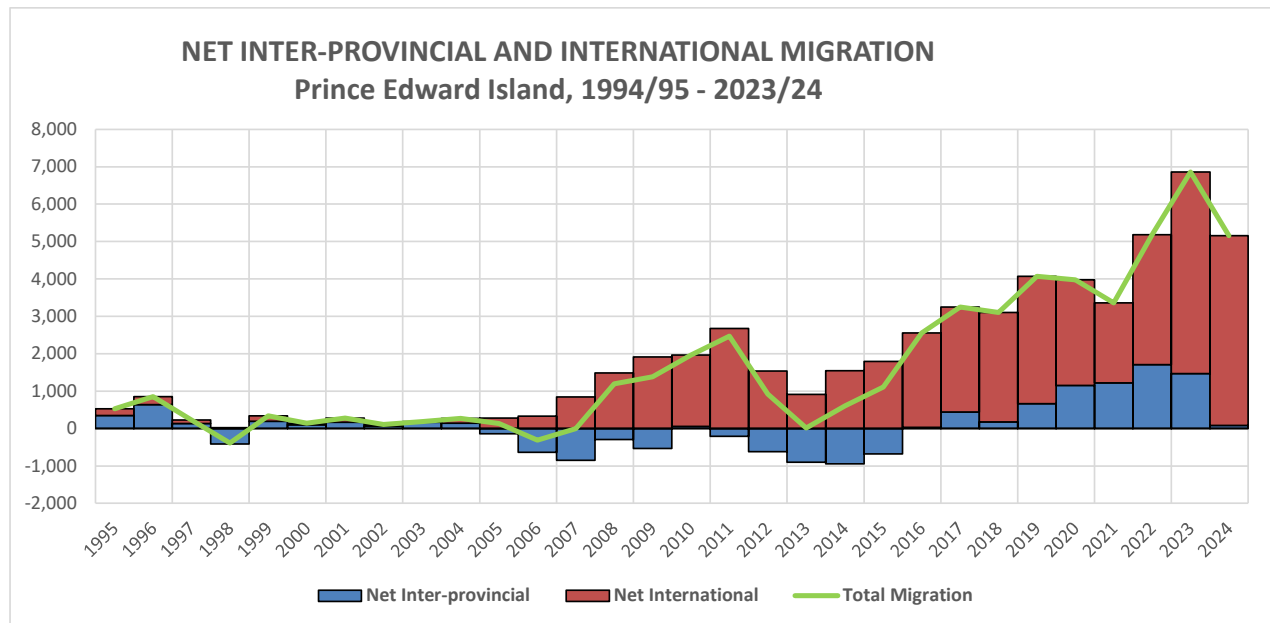 NET INTER-PROVINCIAL AND INTERNATIONAL MIGRATION
Prince Edward Island, 1994/95 - 2023/24
8,000
7,000
6,000
5,000
4,000
3,000
2,000
1,000
0
-1,000
-2,000
1995 1996 1997 1998 1999 2000 2001 2002 2003 2004 2005 2006 2007 2008 2009 2010 2011 2012 2013 2014 2015 2016 2017 2018 2019 2020 2021 2022 2023 2024
Net Inter-provincial Net International Total Migration